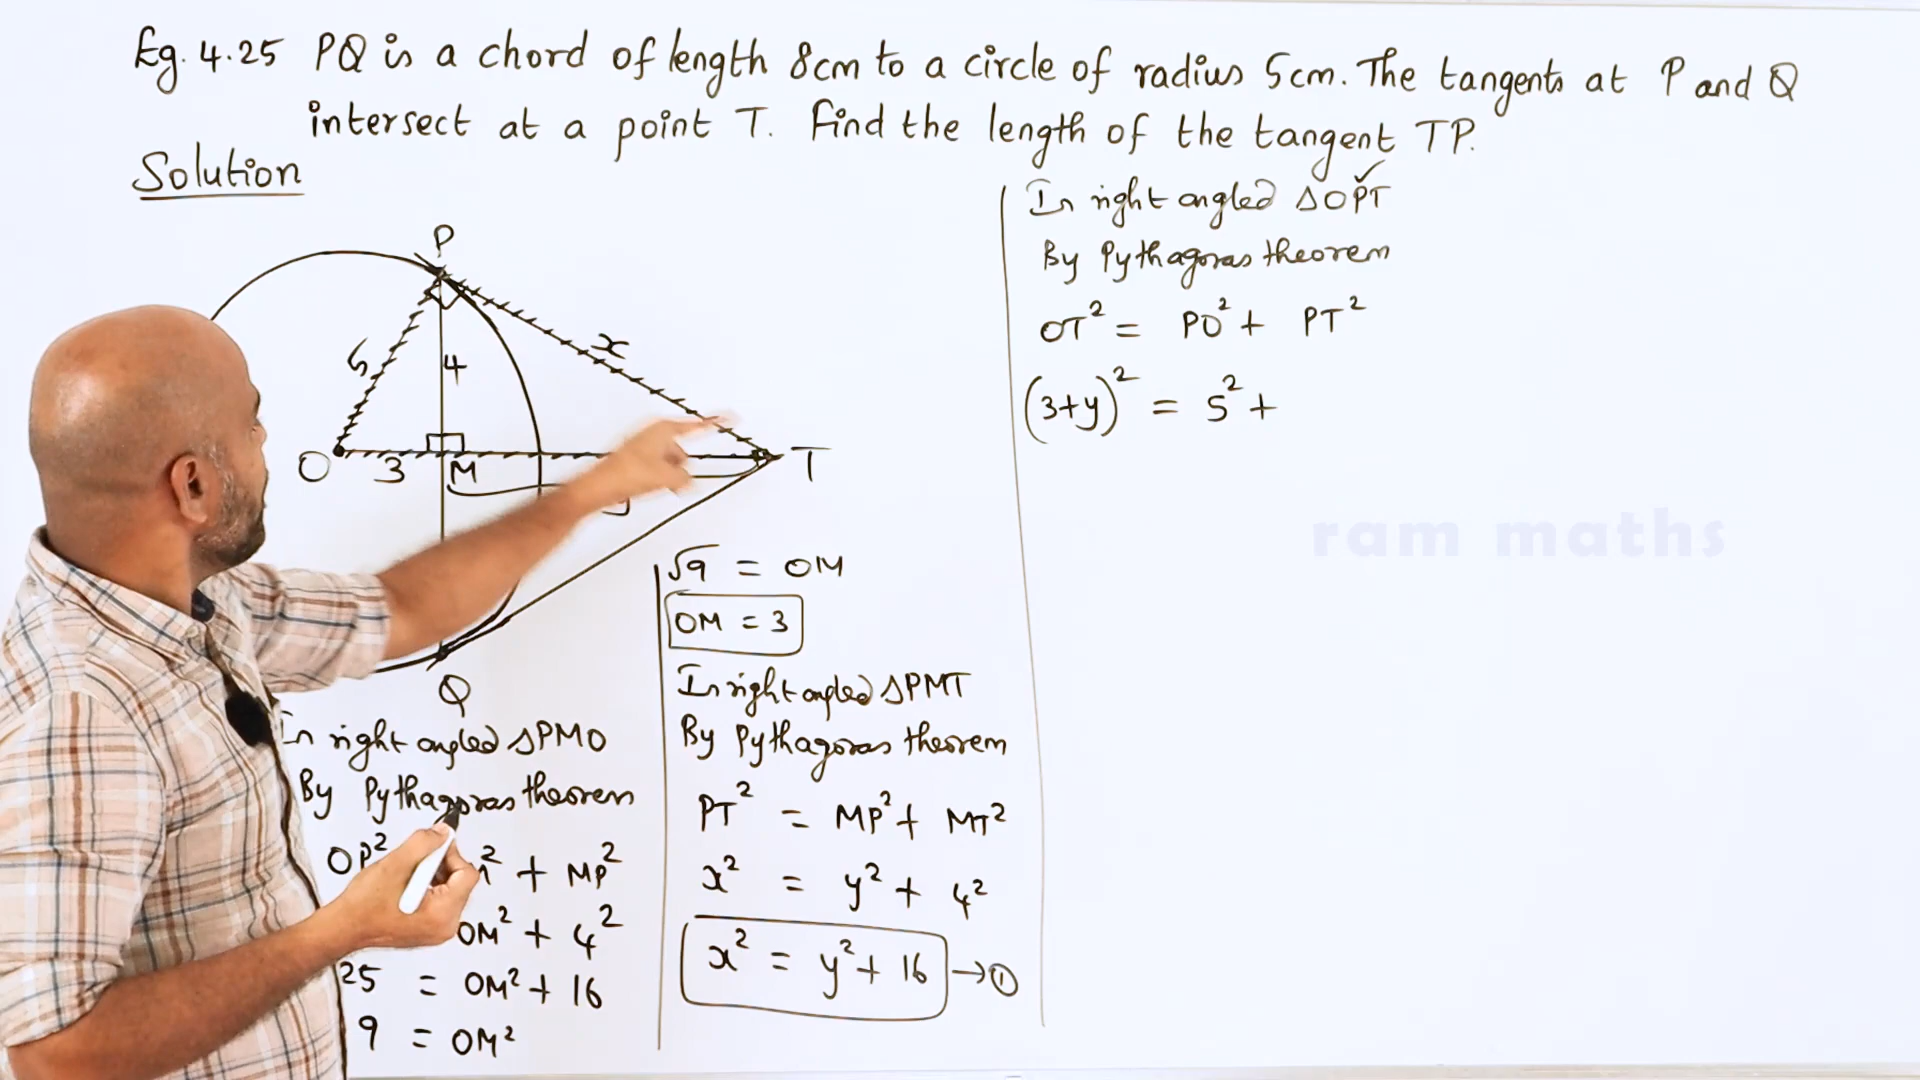 Eg. 4.25 PQ is a chord of length 8cm to a circle of radius 5cm. The tangents at P and Q
intersect at a point T. Find the length of the tangent TP.
Solution
P
5
4
x
O
3
M
T
Q
In right angled ΔPMO
By Pythagoras theorem
OP² ² + MP²
OM² + 4²
25 = OM² + 16
9 = OM²
√9 = OM
OM = 3
In right angled ΔPMT
By Pythagoras theorem
PT² = MP² + MT²
x² = y² + 4²
x² = y² + 16 → ①
In right angled ΔOPT
By Pythagoras theorem
OT² = PO² + PT²
(3+y)² = 5² +
ram maths